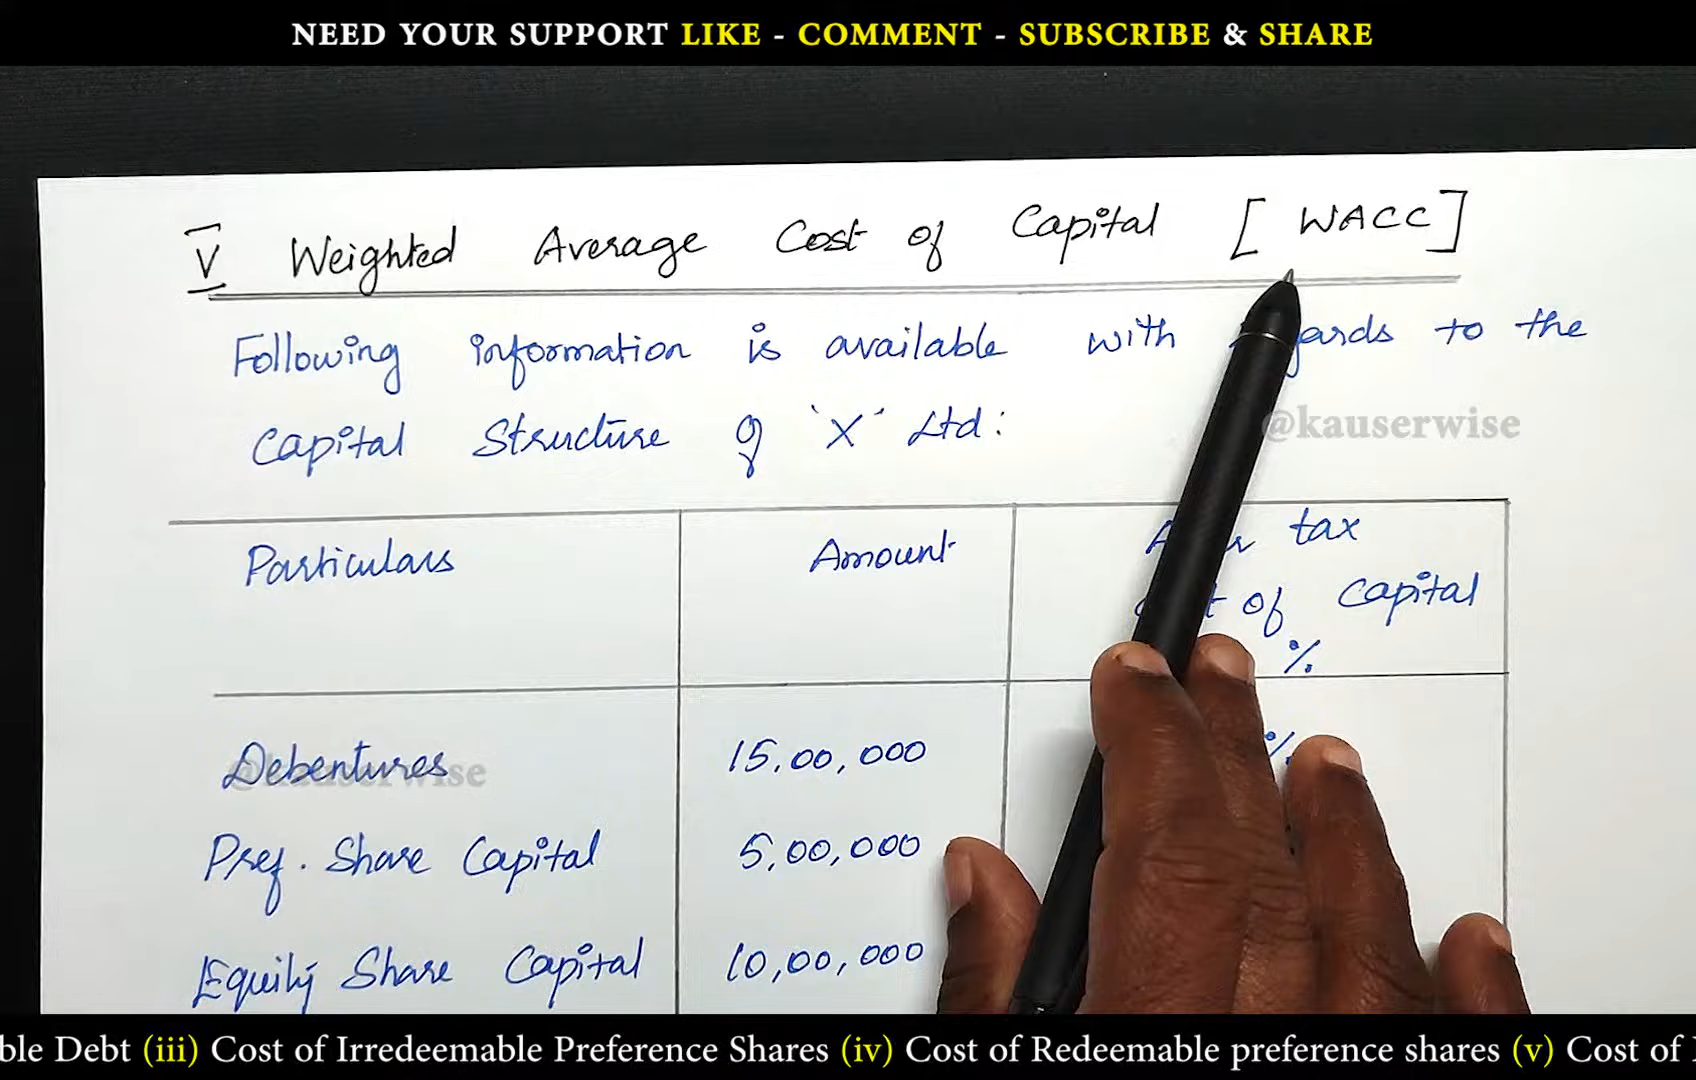 NEED YOUR SUPPORT LIKE - COMMENT - SUBSCRIBE & SHARE
V Weighted Average Cost of Capital [ WACC ]
Following information is available with to the
@kauserwise
Capital Structure of 'X' Ltd:
Particulars Amount tax
of Capital
%
Debentures 15,00,000 %
@kauserwise
Pref. Share Capital 5,00,000
Equity Share Capital 10,00,000
ble Debt (iii) Cost of Irredeemable Preference Shares (iv) Cost of Redeemable preference shares (v) Cost of